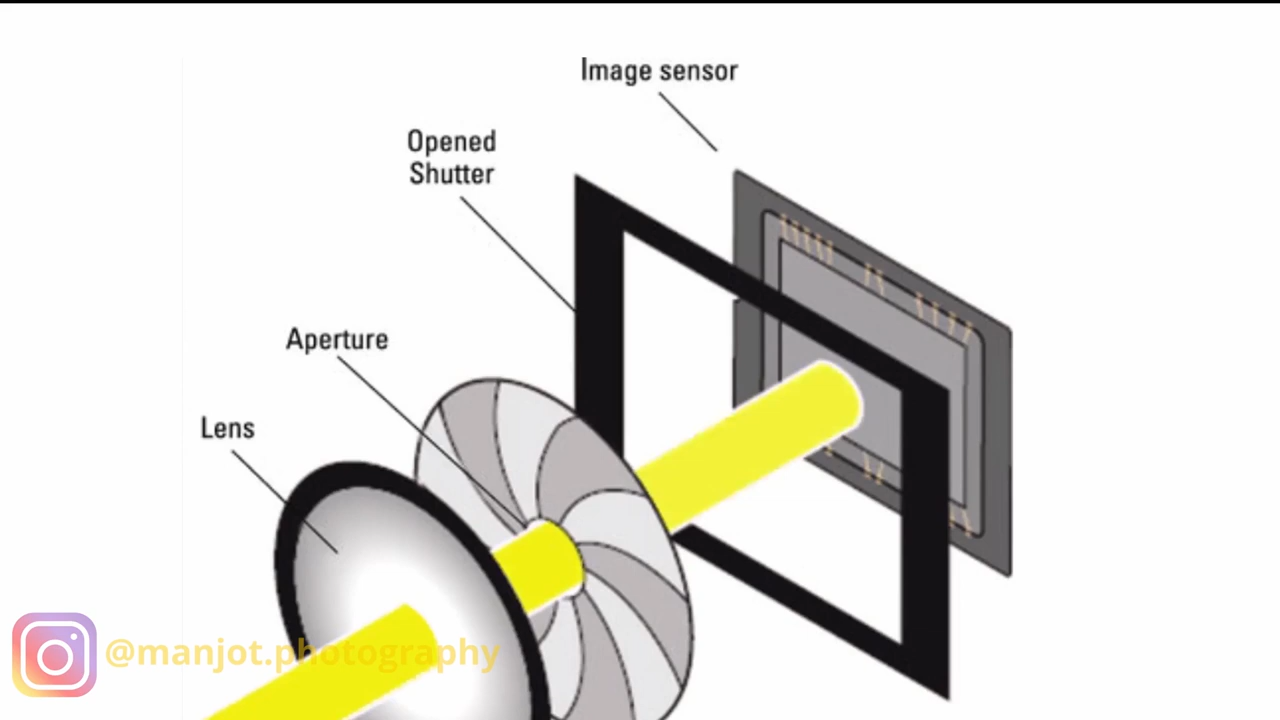 Image sensor
Opened
Shutter
Aperture
Lens
@manjot.photography